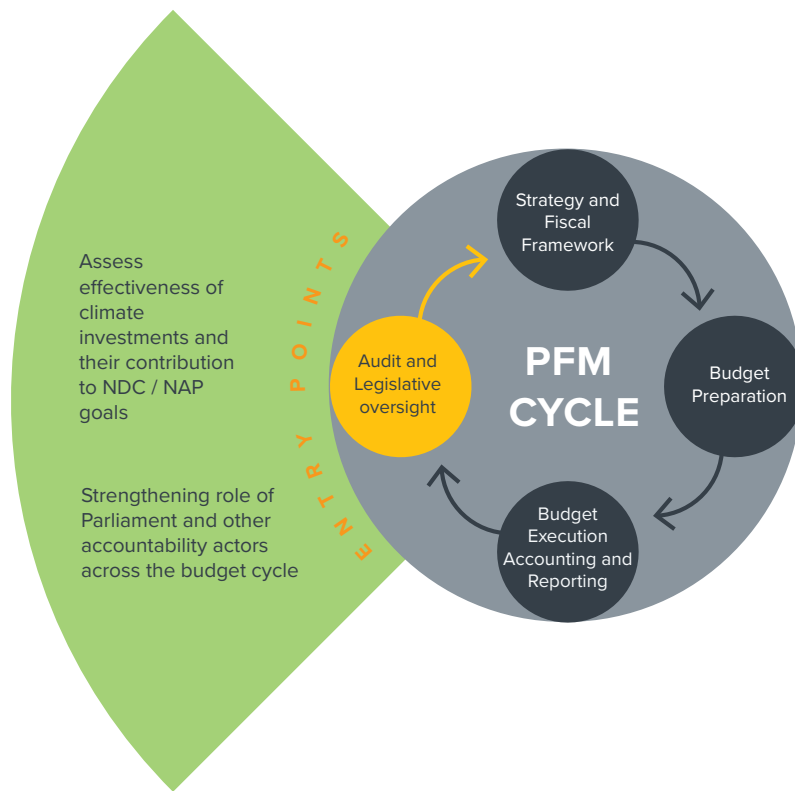 Assess
effectiveness of
climate
investments and
their contribution
to NDC / NAP
goals
Strengthening role of
Parliament and other
accountability actors
across the budget cycle
ENTRY POINTS
Strategy and
Fiscal
Framework
Audit and
Legislative
oversight
PFM
CYCLE
Budget
Preparation
Budget
Execution
Accounting and
Reporting